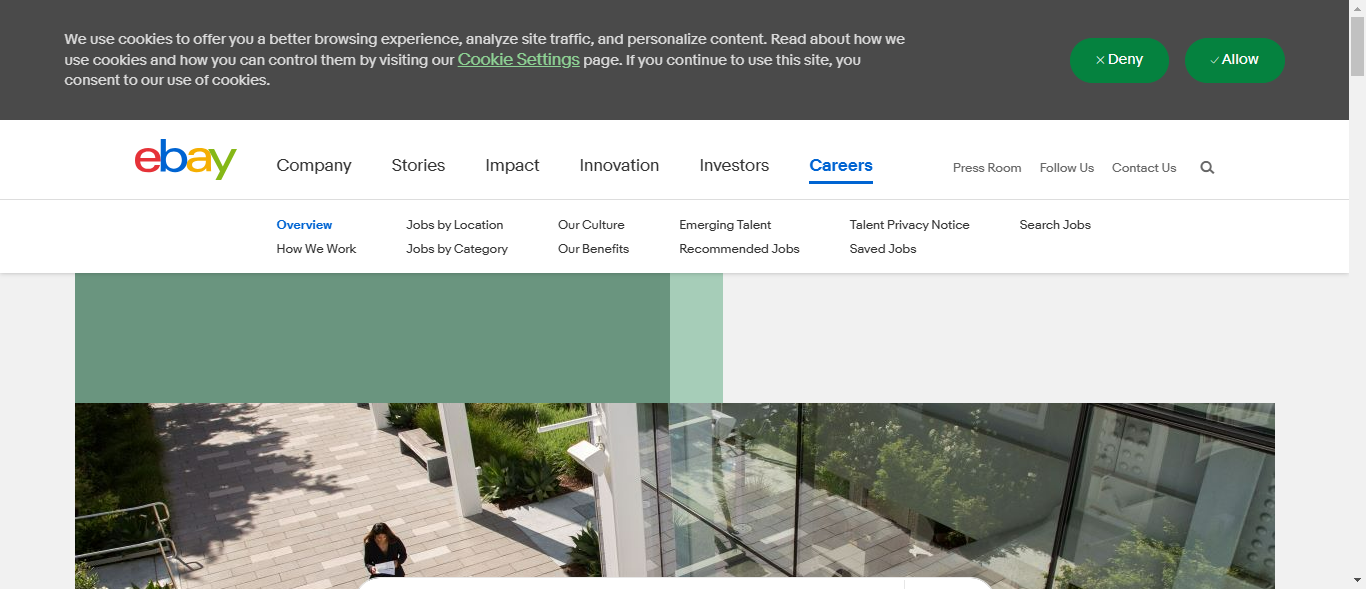 We use cookies to offer you a better browsing experience, analyze site traffic, and personalize content. Read about how we
use cookies and how you can control them by visiting our Cookie Settings page. If you continue to use this site, you
consent to our use of cookies.
Deny
Allow
ebay
Company
Stories
Impact
Innovation
Investors
Careers
Press Room
Follow Us
Contact Us
Overview
Jobs by Location
Our Culture
Emerging Talent
Talent Privacy Notice
Search Jobs
How We Work
Jobs by Category
Our Benefits
Recommended Jobs
Saved Jobs